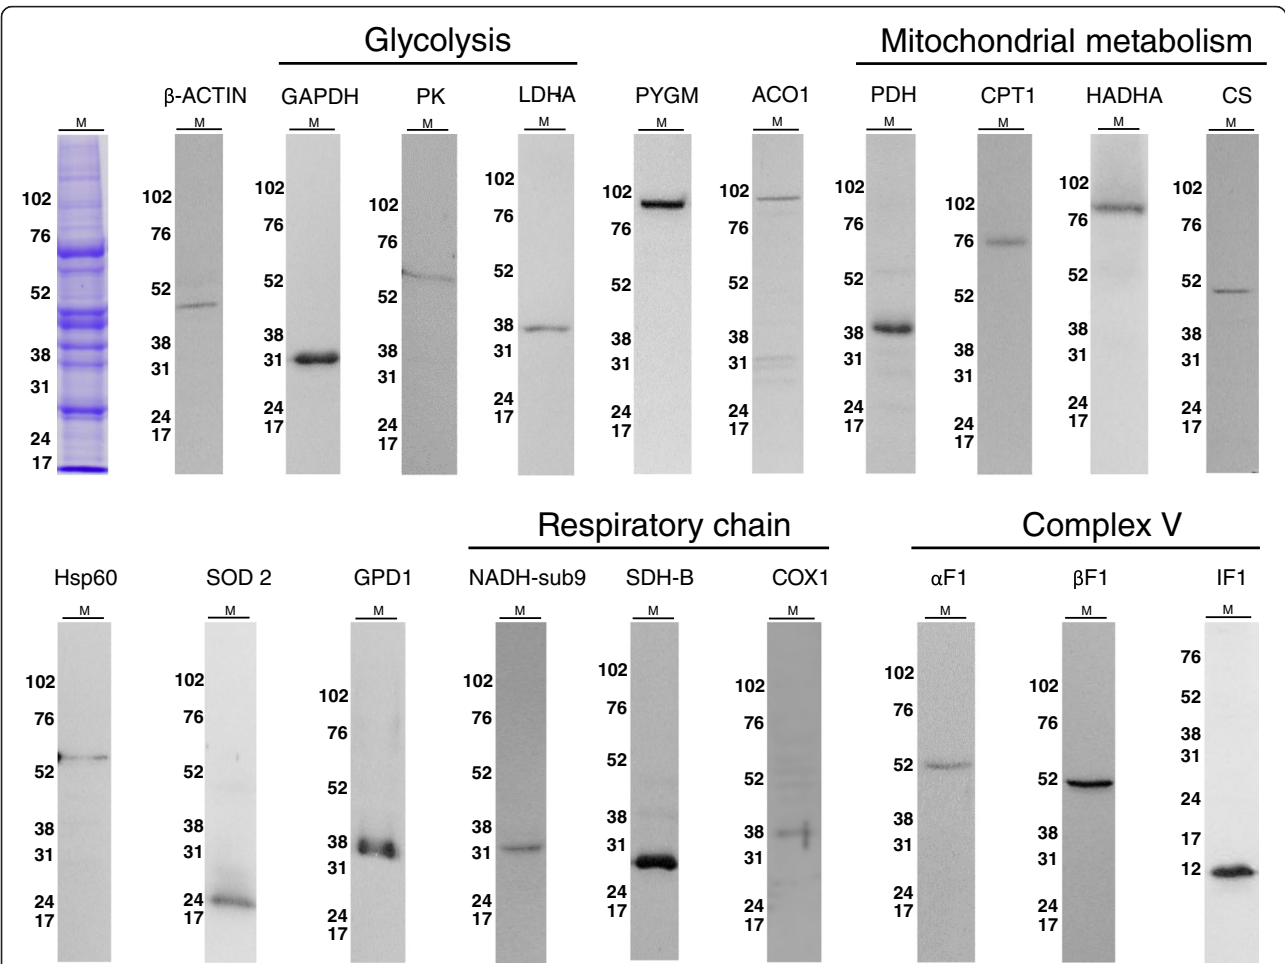 Glycolysis Mitochondrial metabolism
β-ACTIN GAPDH PK LDHA PYGM ACO1 PDH CPT1 HADHA CS
M M M M M M M M M M M
102 76 52 38 31 24 17
102 76 52 38 31 24 17
102 76 52 38 31 24 17
102 76 52 38 31 24 17
102 76 52 38 31 24 17
102 76 52 38 31 24 17
102 76 52 38 31 24 17
102 76 52 38 31 24 17
102 76 52 38 31 24 17
102 76 52 38 31 24 17
102 76 52 38 31 24 17
Respiratory chain Complex V
Hsp60 SOD 2 GPD1 NADH-sub9 SDH-B COX1 αF1 βF1 IF1
M M M M M M M M M
102 76 52 38 31 24 17
102 76 52 38 31 24 17
102 76 52 38 31 24 17
102 76 52 38 31 24 17
102 76 52 38 31 24 17
102 76 52 38 31 24 17
102 76 52 38 31 24 17
102 76 52 38 31 24 17
76 52 38 31 24 17 12